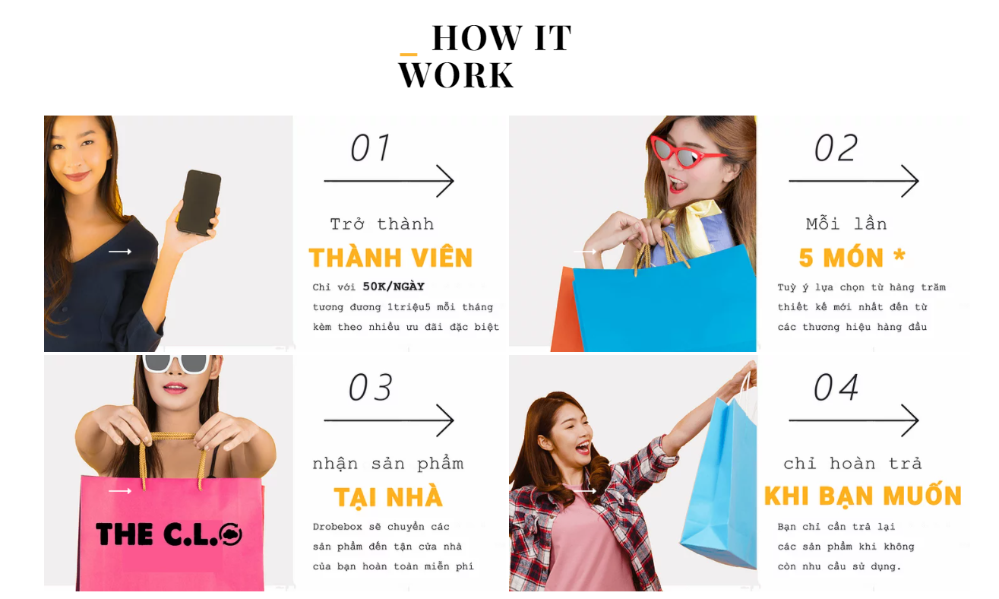 HOW IT
WORK
01
Trở thành
THÀNH VIÊN
Chỉ với 50K/NGÀY
tương đương 1triệu5 mỗi tháng
kèm theo nhiều ưu đãi đặc biệt
02
Mỗi lần
5 MÓN *
Tuỳ ý lựa chọn từ hàng trăm
thiết kế mới nhất đến từ
các thương hiệu hàng đầu
THE C.L.
03
nhận sản phẩm
TẠI NHÀ
Drobebox sẽ chuyển các
sản phẩm đến tận cửa nhà
của bạn hoàn toàn miễn phí
04
chỉ hoàn trả
KHI BẠN MUỐN
Bạn chỉ cần trả lại
các sản phẩm khi không
còn nhu cầu sử dụng.